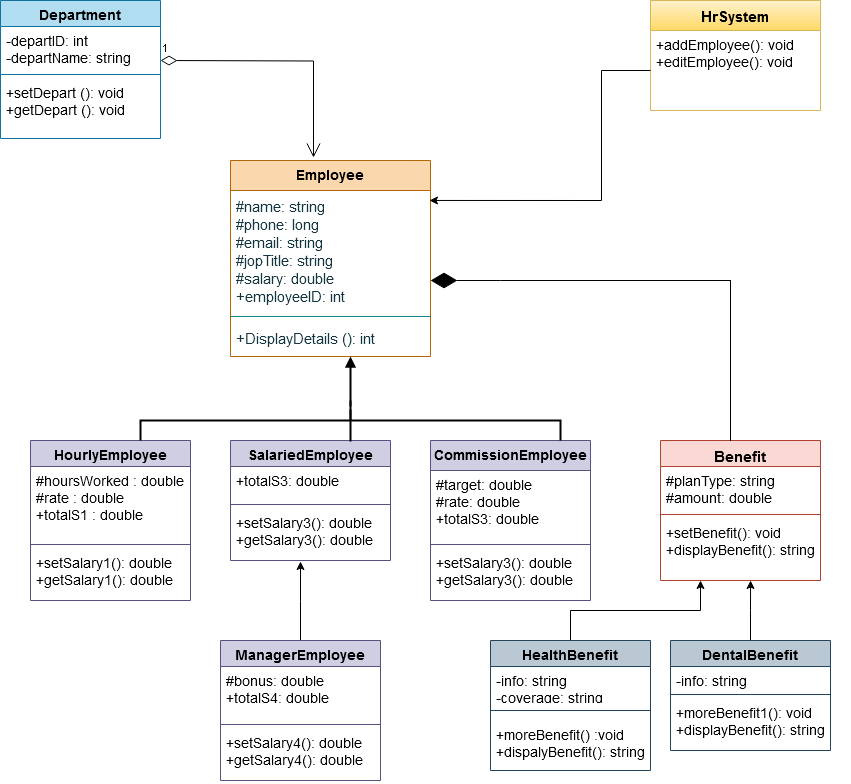 Department
-departID: int
-departName: string
+setDepart (): void
+getDepart (): void
1
HrSystem
+addEmployee(): void
+editEmployee(): void
Employee
#name: string
#phone: long
#email: string
#jopTitle: string
#salary: double
+employeeID: int
+DisplayDetails (): int
HourlyEmployee
#hoursWorked : double
#rate : double
+totalS1 : double
+setSalary1(): double
+getSalary1(): double
SalariedEmployee
+totalS3: double
+setSalary3(): double
+getSalary3(): double
CommissionEmployee
#target: double
#rate: double
+totalS3: double
+setSalary3(): double
+getSalary3(): double
Benefit
#planType: string
#amount: double
+setBenefit(): void
+displayBenefit(): string
ManagerEmployee
#bonus: double
+totalS4: double
+setSalary4(): double
+getSalary4(): double
HealthBenefit
-info: string
-coverage: string
+moreBenefit() :void
+dispalyBenefit(): string
DentalBenefit
-info: string
+moreBenefit1(): void
+displayBenefit(): string